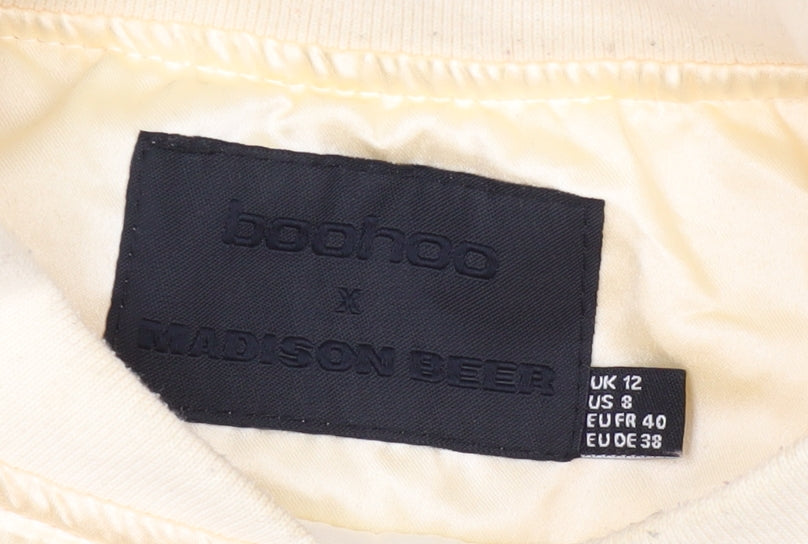 boohoo
X
MADISON BEER
UK 12
US 8
EU FR 40
EU DE 38